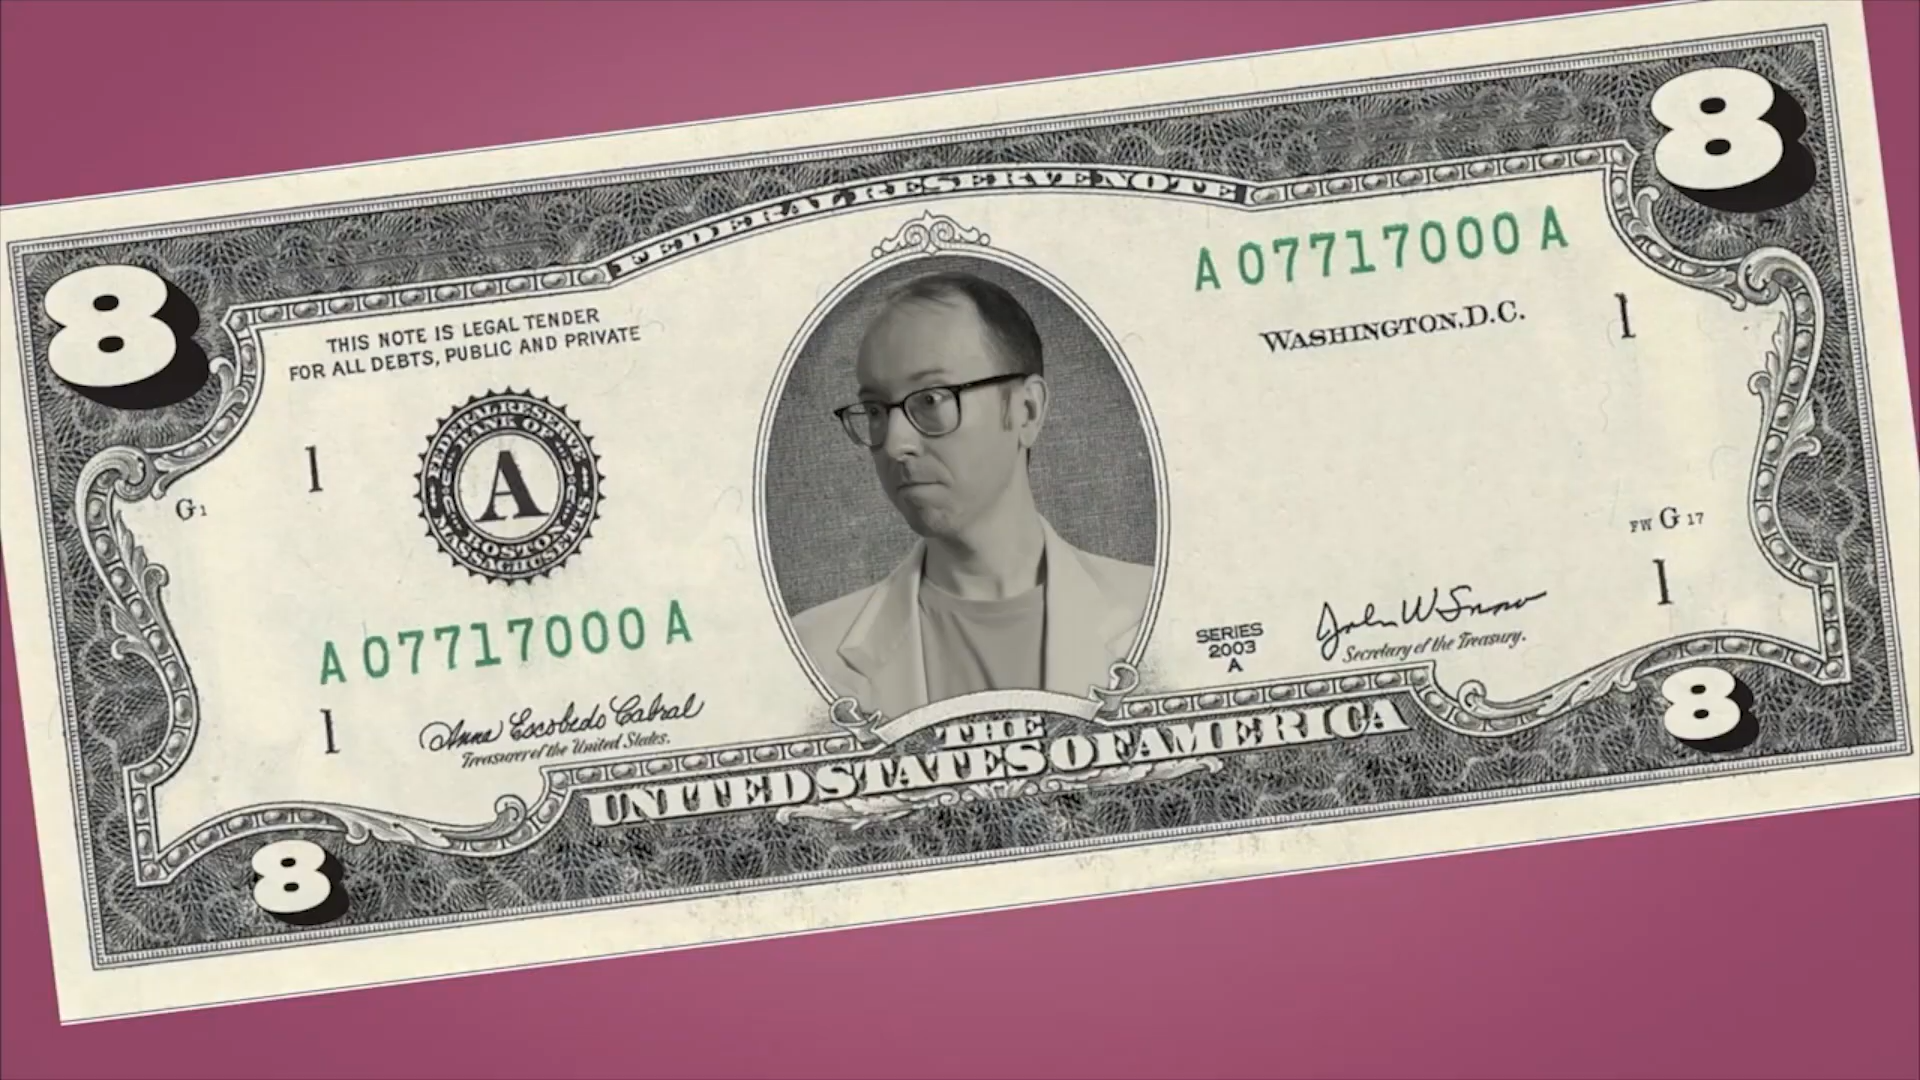 FEDERAL RESERVE NOTE
8
8
A 07717000 A
THIS NOTE IS LEGAL TENDER
FOR ALL DEBTS, PUBLIC AND PRIVATE
WASHINGTON, D.C.
1
1
G1
FEDERAL RESERVE
BANK OF
A
BOSTON
MASSACHUSETTS
FW G 17
1
A 07717000 A
SERIES
2003
A
John W Snow
Secretary of the Treasury.
1
Anna Escobedo Cabral
Treasurer of the United States.
THE
UNITED STATES OF AMERICA
8
8